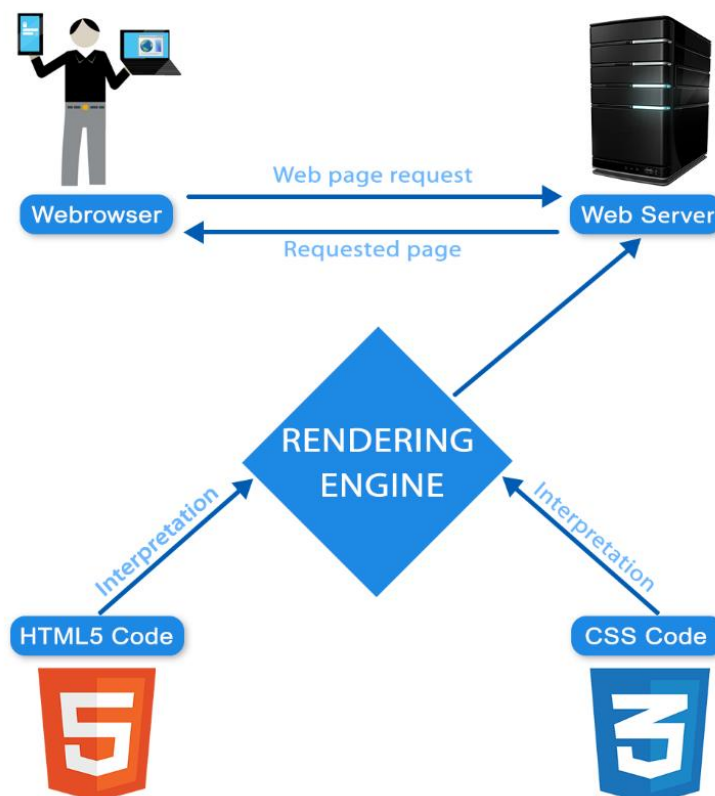 Web page request
Webrowser
Web Server
Requested page
RENDERING
ENGINE
Interpretation
Interpretation
HTML5 Code
CSS Code
5
3